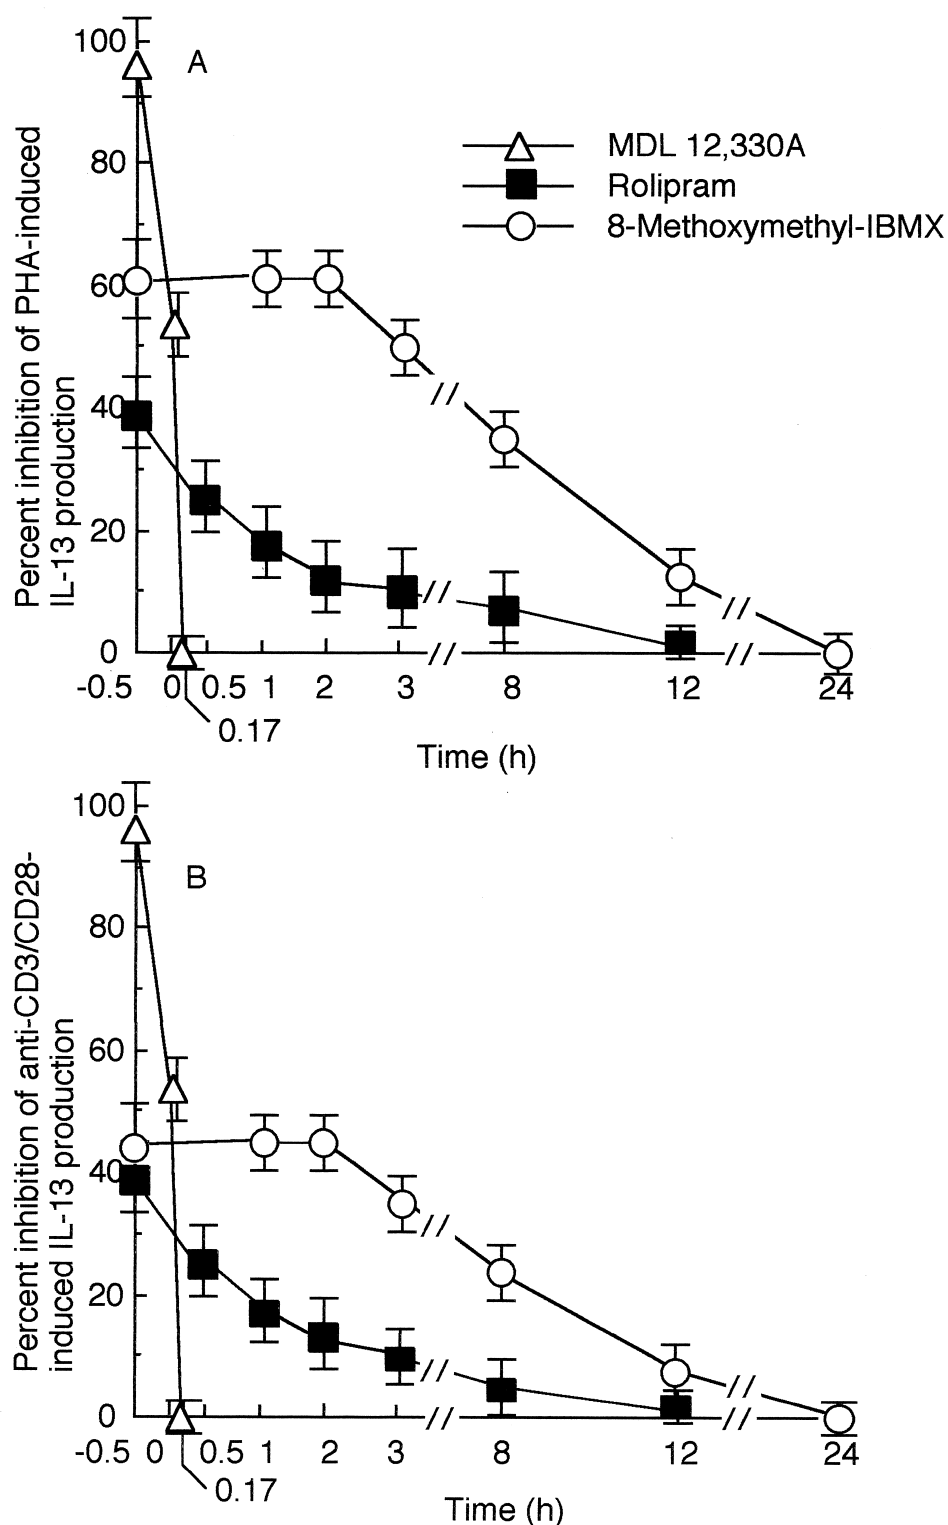 100
A
80
60
40
20
0
Percent inhibition of PHA-induced
IL-13 production
MDL 12,330A
Rolipram
8-Methoxymethyl-IBMX
-0.5 0 0.5 1 2 3 8 12 24
0.17
Time (h)
100
B
80
60
40
20
0
Percent inhibition of anti-CD3/CD28-
induced IL-13 production
-0.5 0 0.5 1 2 3 8 12 24
0.17
Time (h)